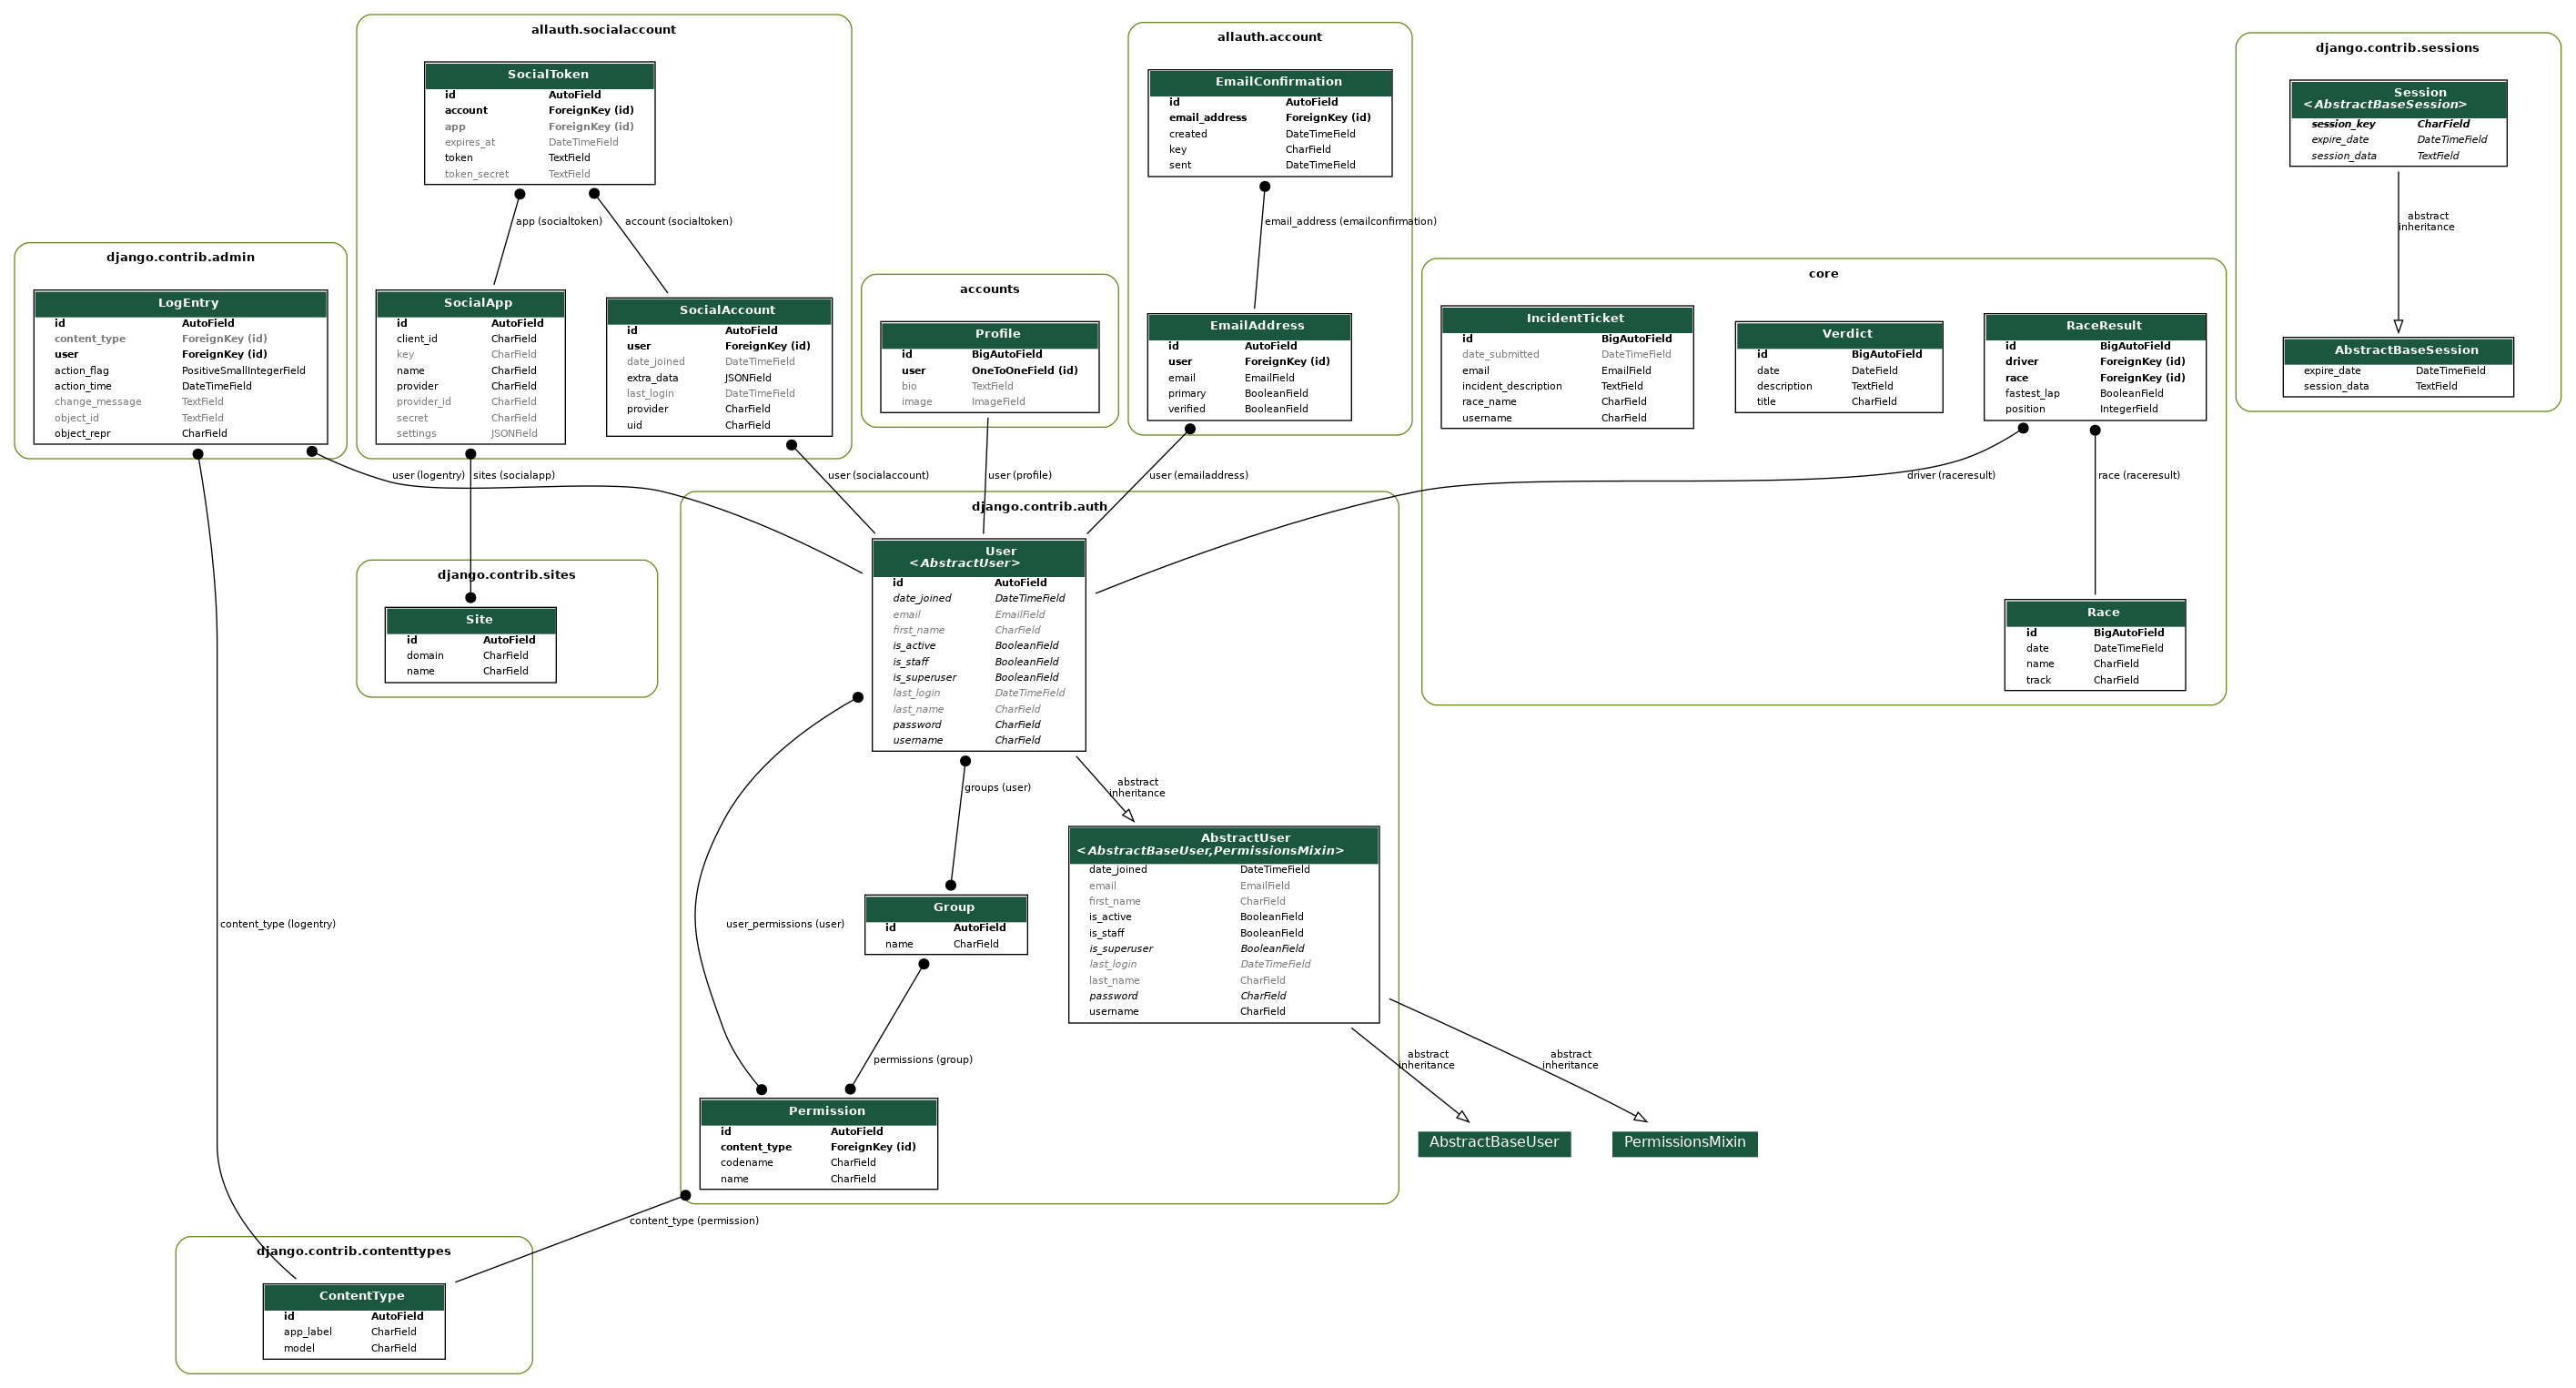 allauth.socialaccount
SocialToken
id AutoField
account ForeignKey (id)
app ForeignKey (id)
expires_at DateTimeField
token TextField
token_secret TextField
app (socialtoken)
account (socialtoken)
SocialApp
id AutoField
client_id CharField
key CharField
name CharField
provider CharField
provider_id CharField
secret CharField
settings JSONField
SocialAccount
id AutoField
user ForeignKey (id)
date_joined DateTimeField
extra_data JSONField
last_login DateTimeField
provider CharField
uid CharField
django.contrib.admin
LogEntry
id AutoField
content_type ForeignKey (id)
user ForeignKey (id)
action_flag PositiveSmallIntegerField
action_time DateTimeField
change_message TextField
object_id TextField
object_repr CharField
accounts
Profile
id BigAutoField
user OneToOneField (id)
bio TextField
image ImageField
allauth.account
EmailConfirmation
id AutoField
email_address ForeignKey (id)
created DateTimeField
key CharField
sent DateTimeField
email_address (emailconfirmation)
EmailAddress
id AutoField
user ForeignKey (id)
email EmailField
primary BooleanField
verified BooleanField
core
IncidentTicket
id BigAutoField
date_submitted DateTimeField
email EmailField
incident_description TextField
race_name CharField
username CharField
Verdict
id BigAutoField
date DateField
description TextField
title CharField
RaceResult
id BigAutoField
driver ForeignKey (id)
race ForeignKey (id)
fastest_lap BooleanField
position IntegerField
django.contrib.sessions
Session
<AbstractBaseSession>
session_key CharField
expire_date DateTimeField
session_data TextField
abstract
inheritance
AbstractBaseSession
expire_date DateTimeField
session_data TextField
user (logentry)
sites (socialapp)
user (socialaccount)
user (profile)
user (emailaddress)
driver (raceresult)
race (raceresult)
django.contrib.sites
Site
id AutoField
domain CharField
name CharField
django.contrib.auth
User
<AbstractUser>
id AutoField
date_joined DateTimeField
email EmailField
first_name CharField
is_active BooleanField
is_staff BooleanField
is_superuser BooleanField
last_login DateTimeField
last_name CharField
password CharField
username CharField
Race
id BigAutoField
date DateTimeField
name CharField
track CharField
groups (user)
abstract
inheritance
AbstractUser
<AbstractBaseUser,PermissionsMixin>
date_joined DateTimeField
email EmailField
first_name CharField
is_active BooleanField
is_staff BooleanField
is_superuser BooleanField
last_login DateTimeField
last_name CharField
password CharField
username CharField
content_type (logentry)
user_permissions (user)
Group
id AutoField
name CharField
permissions (group)
abstract
inheritance
abstract
inheritance
AbstractBaseUser
PermissionsMixin
Permission
id AutoField
content_type ForeignKey (id)
codename CharField
name CharField
content_type (permission)
django.contrib.contenttypes
ContentType
id AutoField
app_label CharField
model CharField